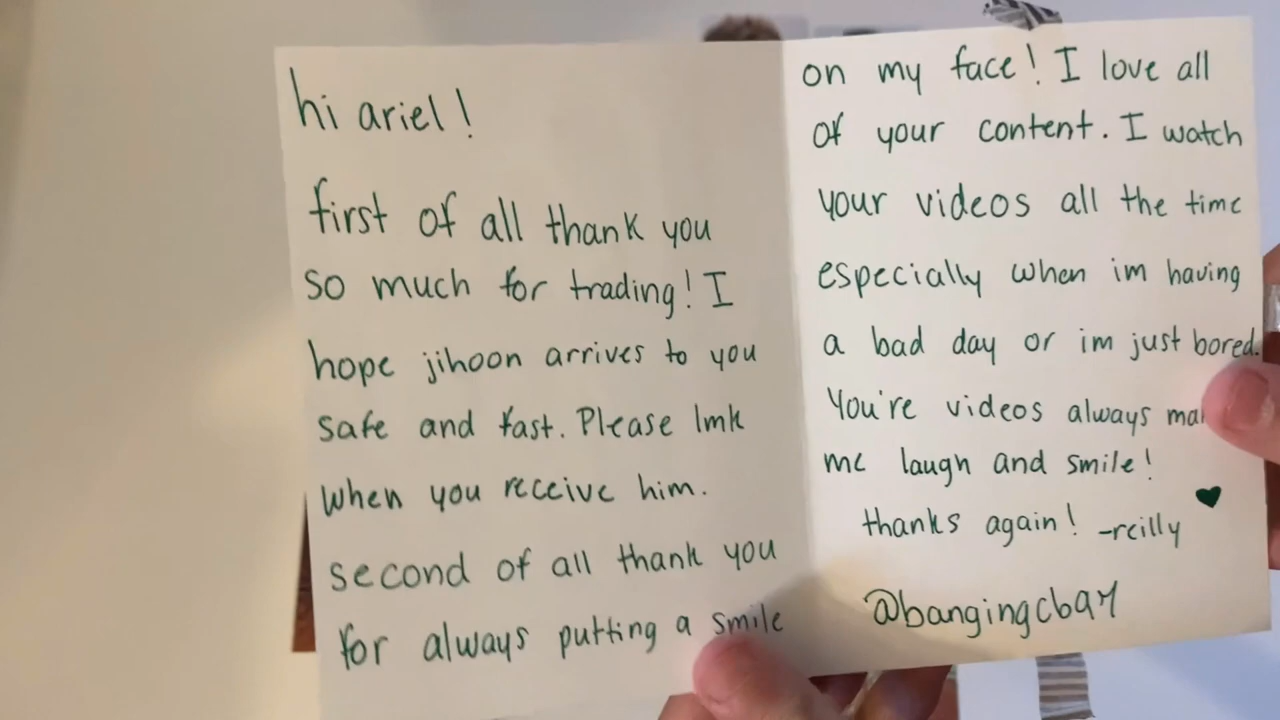 hi ariel!
first of all thank you
so much for trading! I
hope jihoon arrives to you
safe and fast. Please lmk
when you receive him.
second of all thank you
for always putting a smile
on my face! I love all
of your content. I watch
your videos all the time
especially when im having
a bad day or im just bored.
You're videos always
me laugh and smile!
thanks again! -reilly ♥